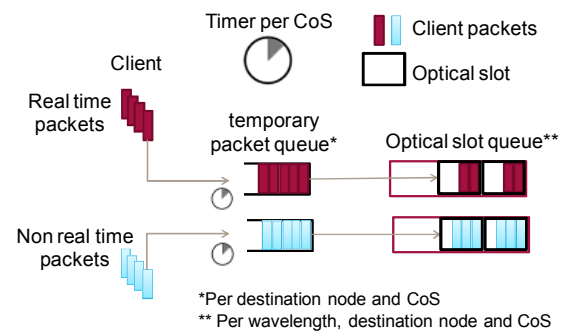 Timer per CoS
Client packets
Optical slot
Client
Real time
packets
temporary
packet queue*
Optical slot queue**
Non real time
packets
*Per destination node and CoS
** Per wavelength, destination node and CoS